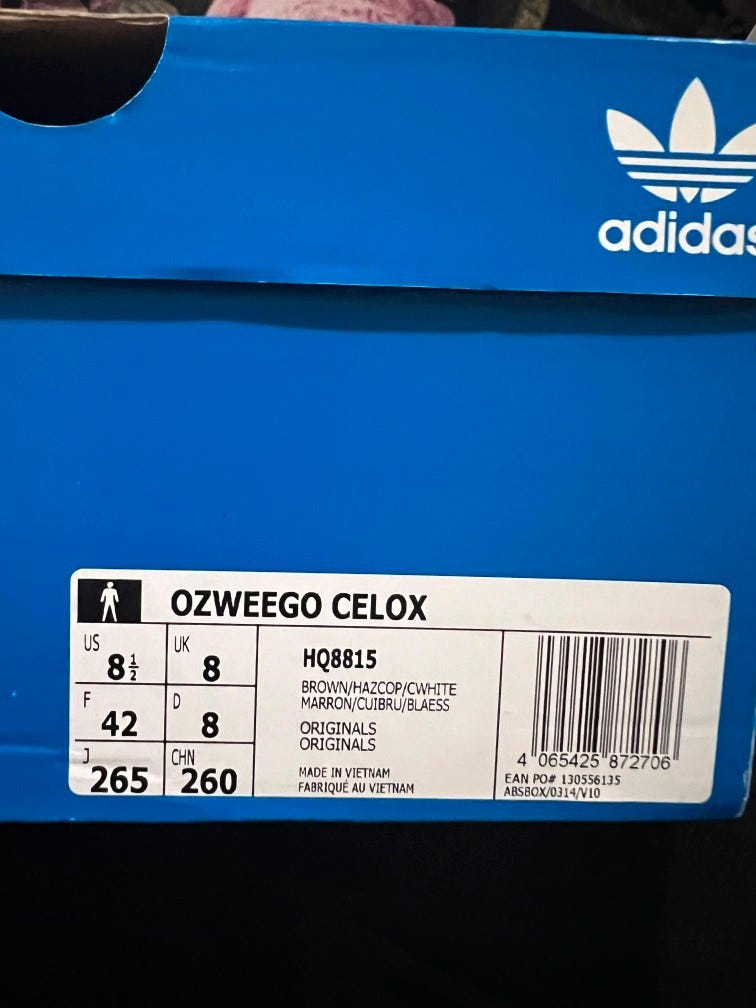 adidas
OZWEEGO CELOX
US 8½ UK 8
F 42 D 8
J 265 CHN 260
HQ8815
BROWN/HAZCOP/CWHITE
MARRON/CUIBRU/BLAESS
ORIGINALS
ORIGINALS
MADE IN VIETNAM
FABRIQUÉ AU VIETNAM
4 065425 872706
EAN PO# 130556135
ABSBOX/0314/V10